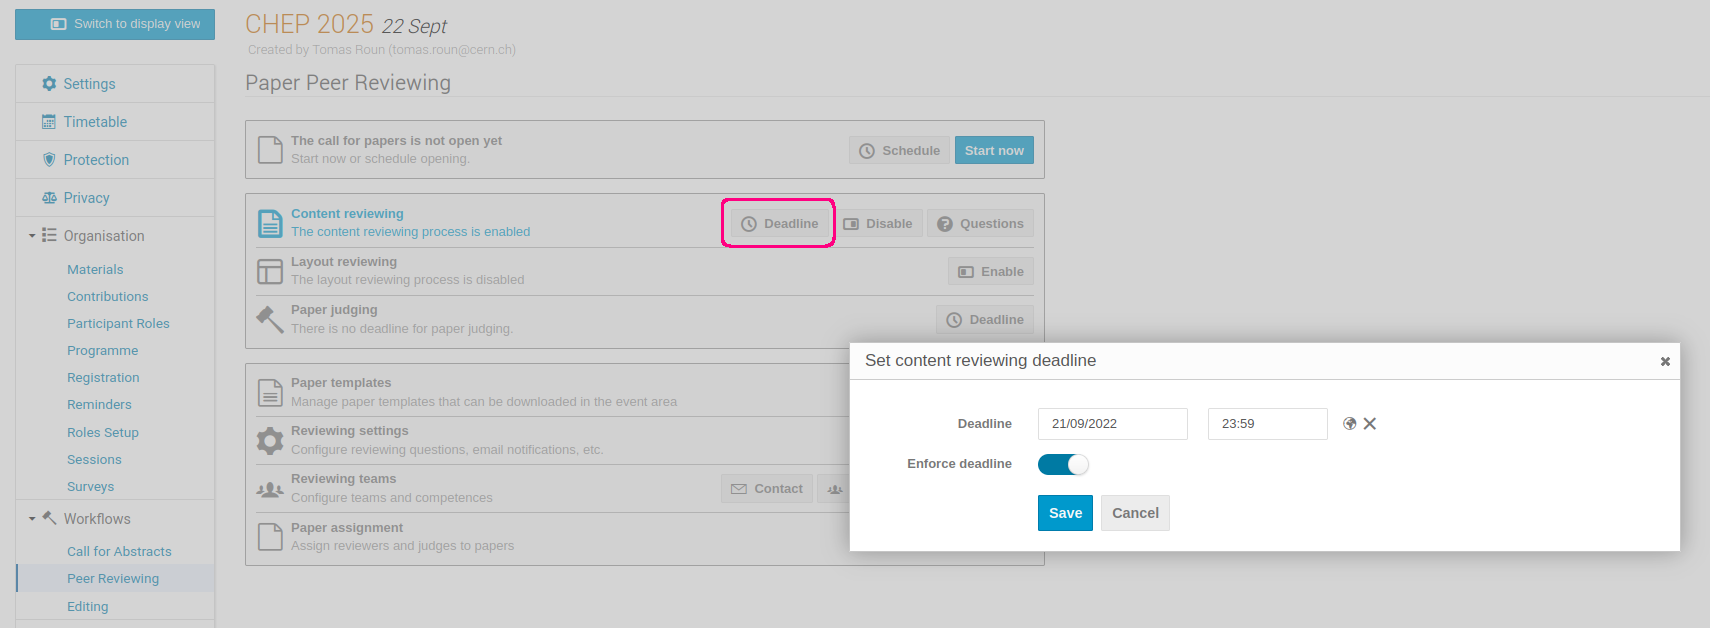 Switch to display view
CHEP 2025 22 Sept
Created by Tomas Roun (tomas.roun@cern.ch)
Settings
Timetable
Protection
Privacy
Organisation
Materials
Contributions
Participant Roles
Programme
Registration
Reminders
Roles Setup
Sessions
Surveys
Workflows
Call for Abstracts
Peer Reviewing
Editing
Paper Peer Reviewing
The call for papers is not open yet
Start now or schedule opening.
Schedule Start now
Content reviewing
The content reviewing process is enabled
Deadline Disable Questions
Layout reviewing
The layout reviewing process is disabled
Enable
Paper judging
There is no deadline for paper judging.
Deadline
Paper templates
Manage paper templates that can be downloaded in the event area
Reviewing settings
Configure reviewing questions, email notifications, etc.
Reviewing teams
Configure teams and competences
Contact
Paper assignment
Assign reviewers and judges to papers
Set content reviewing deadline
Deadline 21/09/2022 23:59
Enforce deadline
Save Cancel